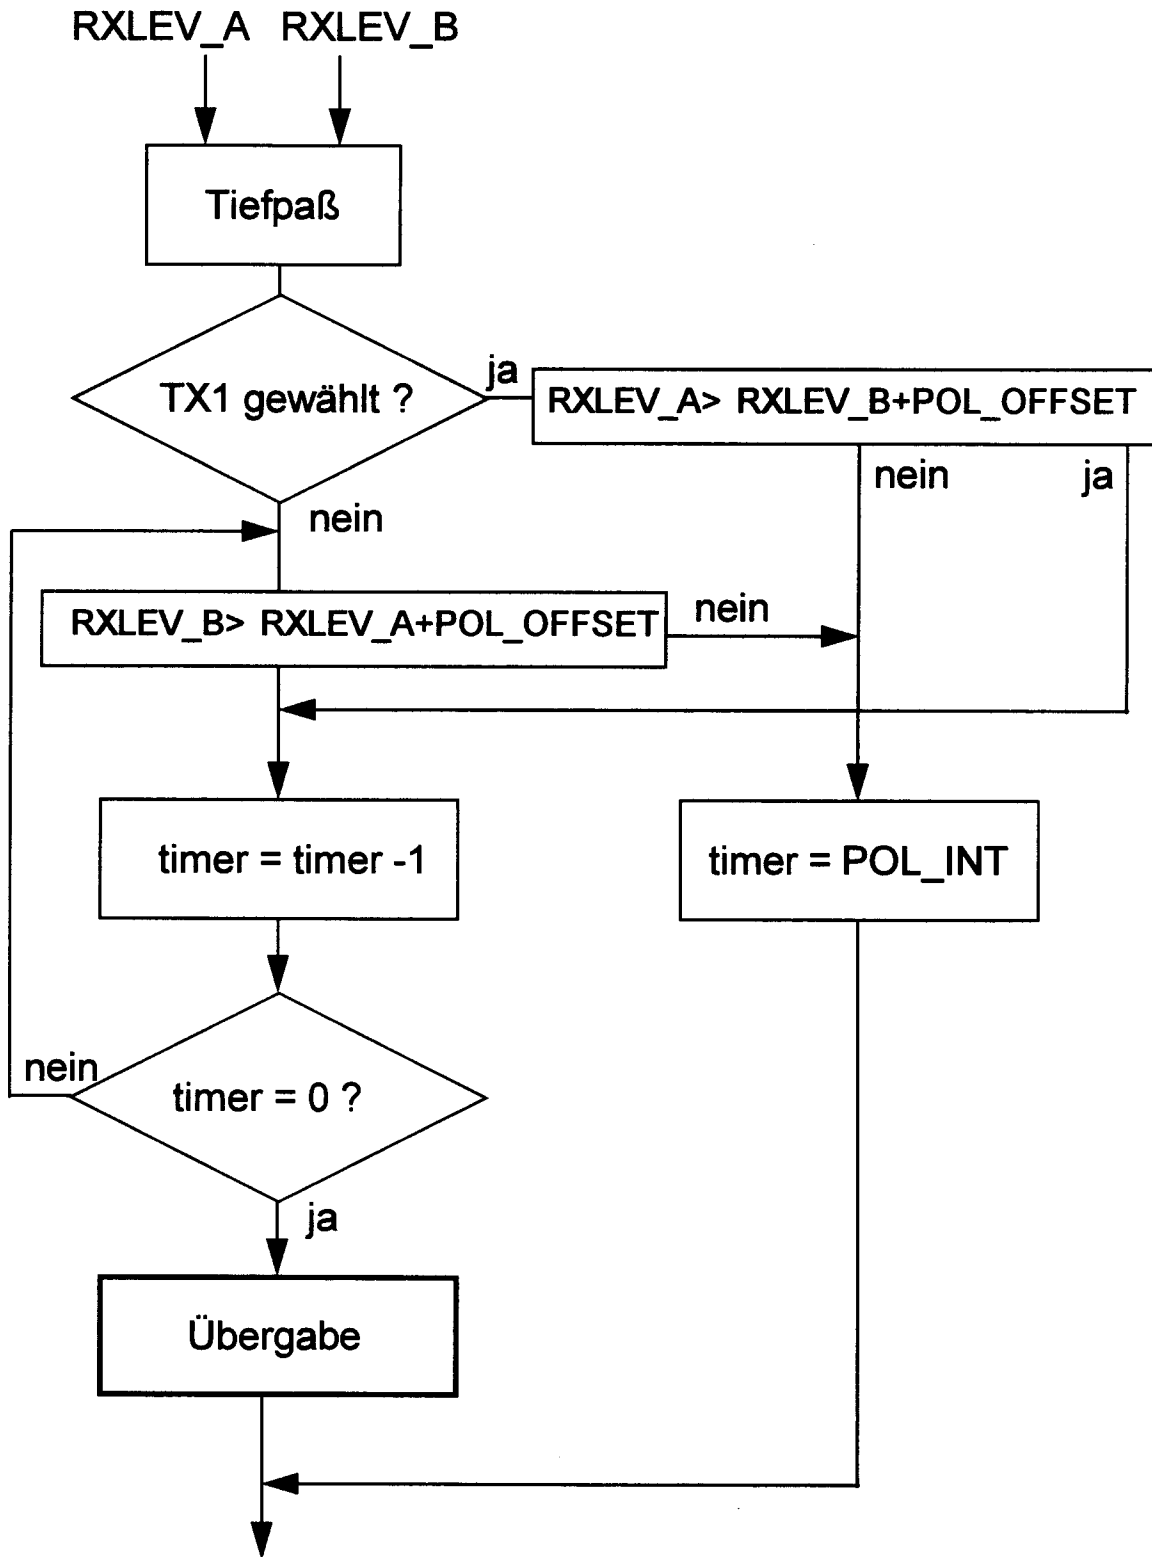 RXLEV_A RXLEV_B
Tiefpaß
TX1 gewählt ?
ja
RXLEV_A> RXLEV_B+POL_OFFSET
nein
ja
nein
RXLEV_B> RXLEV_A+POL_OFFSET
nein
timer = timer -1
timer = POL_INT
nein
timer = 0 ?
ja
Übergabe